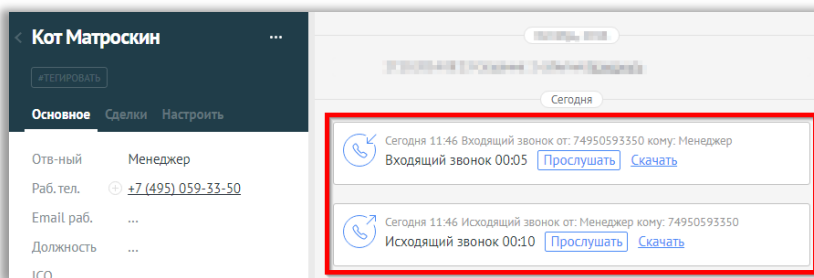 Кот Матроскин
...
#ТЕГИРОВАТЬ
Основное Сделки Настроить
Отв-ный Менеджер
Раб. тел. +7 (495) 059-33-50
Email раб. ...
Должность ...
ICQ
Сегодня
Сегодня 11:46 Входящий звонок от: 74950593350 кому: Менеджер
Входящий звонок 00:05 Прослушать Скачать
Сегодня 11:46 Исходящий звонок от: Менеджер кому: 74950593350
Исходящий звонок 00:10 Прослушать Скачать